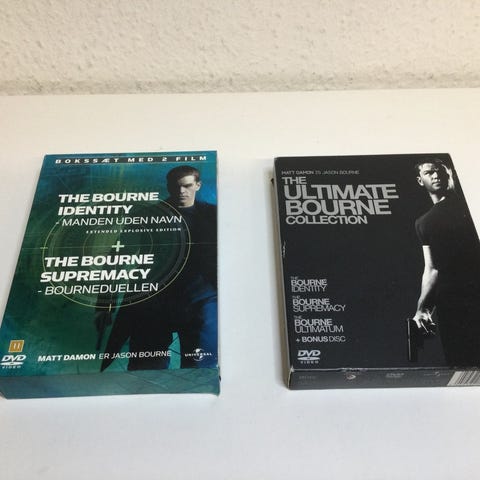 BOKSSÆT MED 2 FILM
THE BOURNE
IDENTITY
- MANDEN UDEN NAVN
EXTENDED EXPLOSIVE EDITION
+
THE BOURNE
SUPREMACY
- BOURNEDUELLEN
11
DVD
VIDEO
MATT DAMON ER JASON BOURNE
UNIVERSAL
MATT DAMON IS JASON BOURNE
THE
ULTIMATE
BOURNE
COLLECTION
THE
BOURNE
IDENTITY
THE
BOURNE
SUPREMACY
THE
BOURNE
ULTIMATUM
+ BONUS DISC
DVD
VIDEO